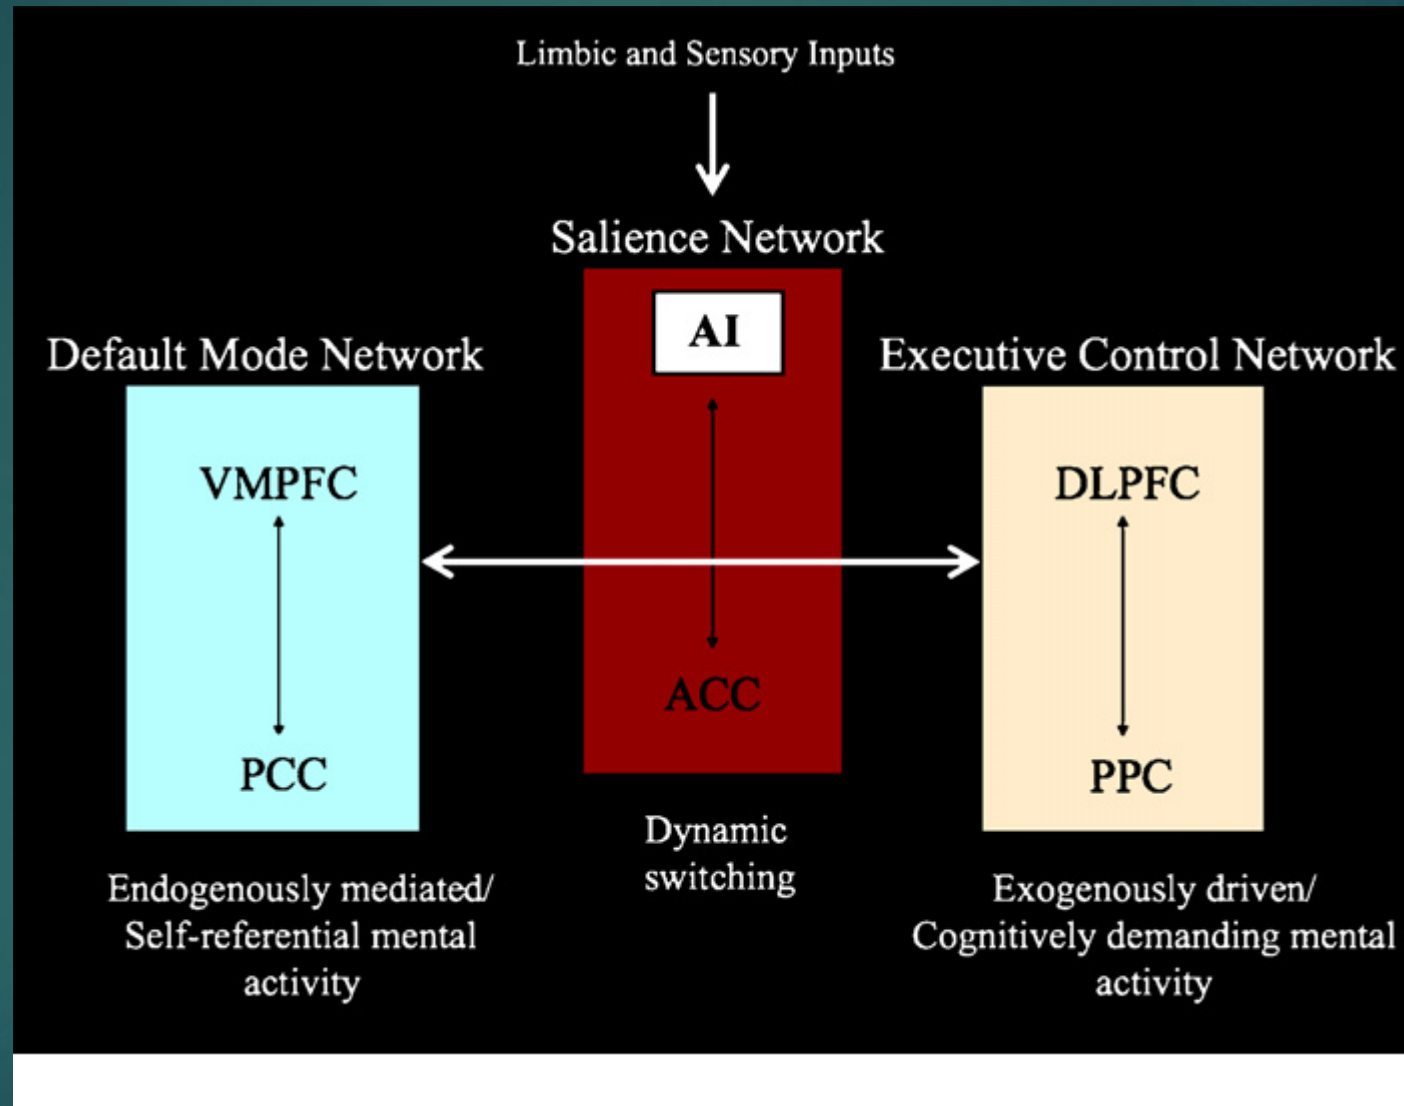 Limbic and Sensory Inputs
Salience Network
AI
ACC
Dynamic
switching
Default Mode Network
VMPFC
PCC
Endogenously mediated/
Self-referential mental
activity
Executive Control Network
DLPFC
PPC
Exogenously driven/
Cognitively demanding mental
activity